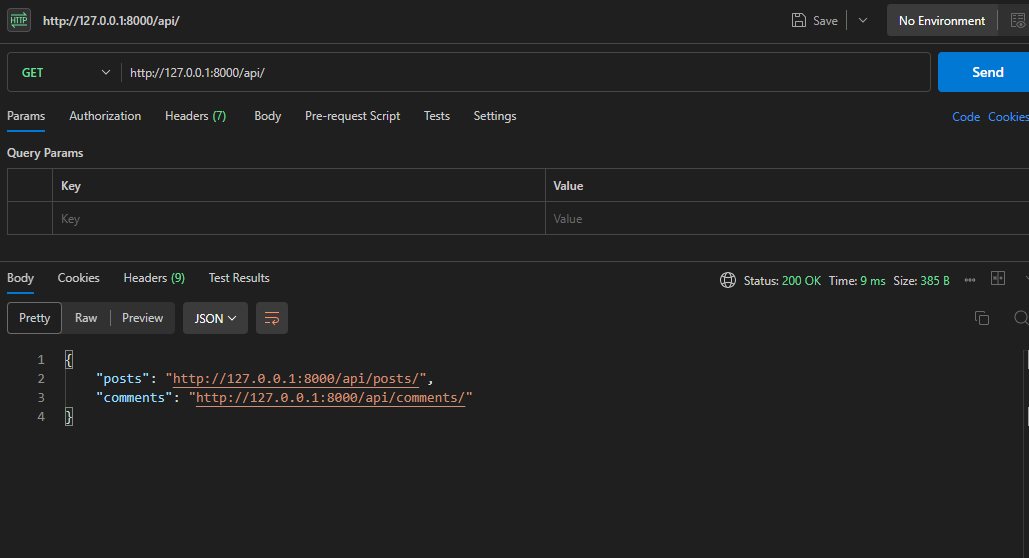 HTTP http://127.0.0.1:8000/api/ Save No Environment
GET http://127.0.0.1:8000/api/ Send
Params Authorization Headers (7) Body Pre-request Script Tests Settings Code Cookies
Query Params
Key Value
Key Value
Body Cookies Headers (9) Test Results Status: 200 OK Time: 9 ms Size: 385 B
Pretty Raw Preview JSON
1 {
2 "posts": "http://127.0.0.1:8000/api/posts/",
3 "comments": "http://127.0.0.1:8000/api/comments/"
4 }